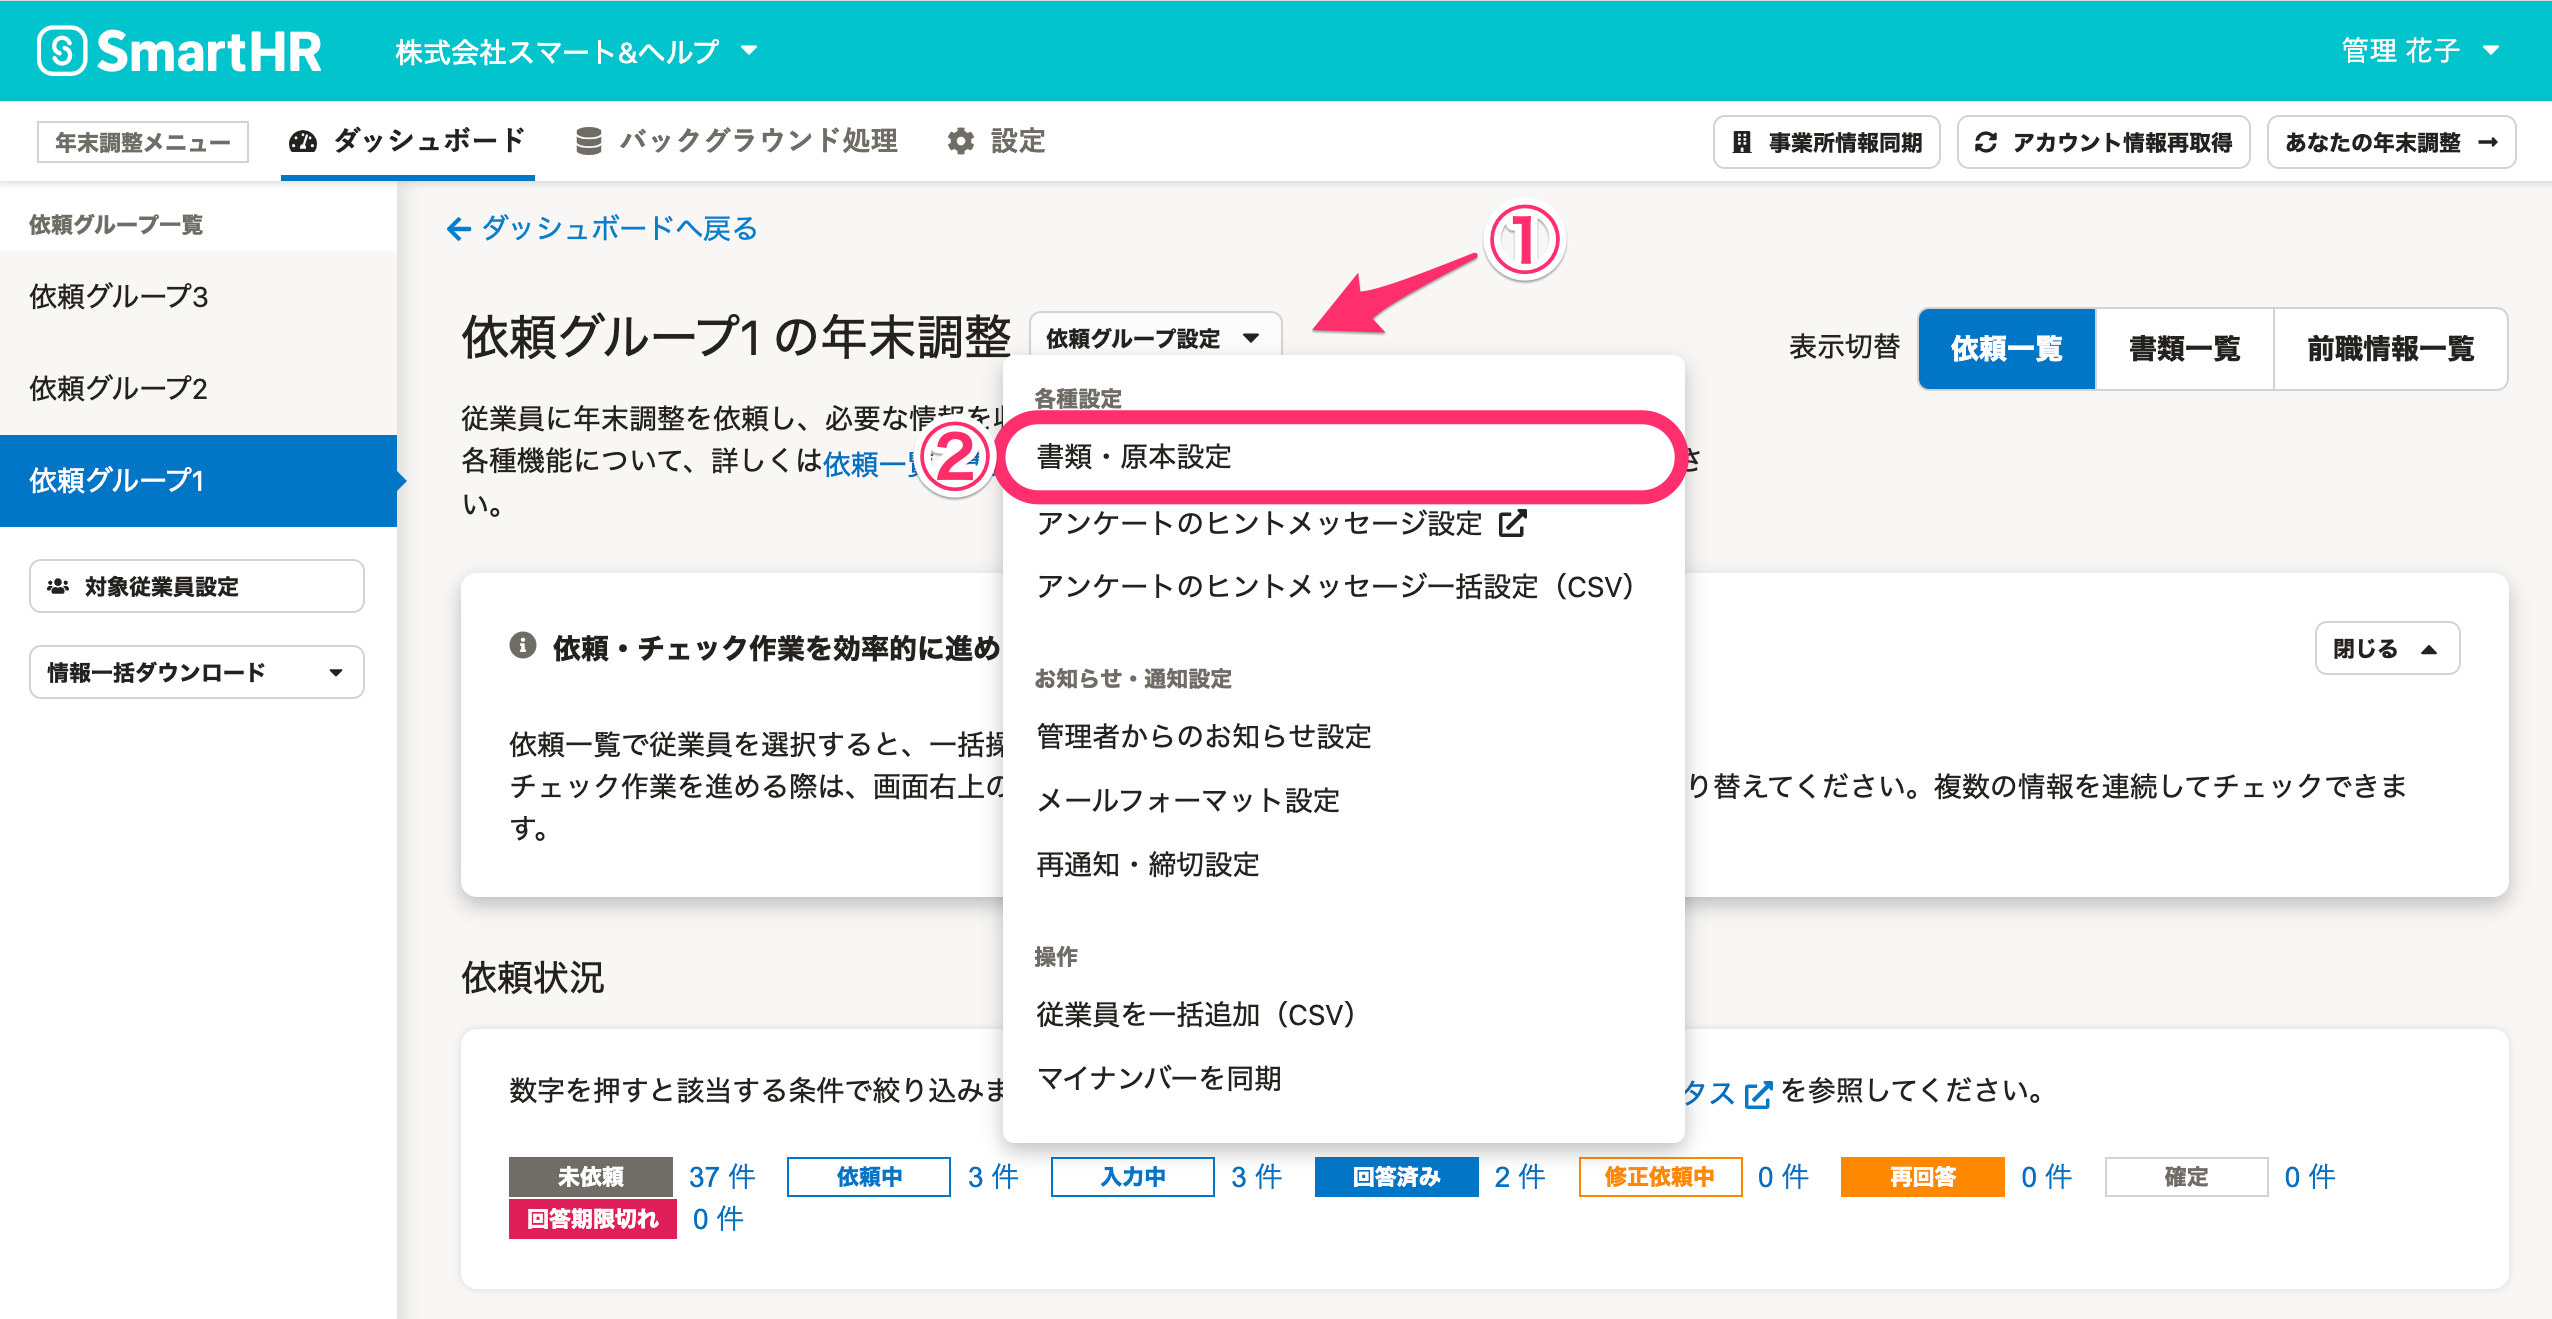 SmartHR
株式会社スマート&ヘルプ
管理 花子
年末調整メニュー
ダッシュボード
バックグラウンド処理
設定
事業所情報同期
アカウント情報再取得
あなたの年末調整
依頼グループ一覧
依頼グループ3
依頼グループ2
依頼グループ1
対象従業員設定
情報一括ダウンロード
ダッシュボードへ戻る
①
依頼グループ1 の年末調整
依頼グループ設定
表示切替
依頼一覧
書類一覧
前職情報一覧
従業員に年末調整を依頼し、必要な情報を
各種機能について、詳しくは依頼一
さ
い。
各種設定
②
書類・原本設定
アンケートのヒントメッセージ設定
アンケートのヒントメッセージ一括設定（CSV）
お知らせ・通知設定
管理者からのお知らせ設定
メールフォーマット設定
再通知・締切設定
操作
従業員を一括追加（CSV）
マイナンバーを同期
依頼・チェック作業を効率的に進め
閉じる
依頼一覧で従業員を選択すると、一括操
チェック作業を進める際は、画面右上の
り替えてください。複数の情報を連続してチェックできま
す。
依頼状況
数字を押すと該当する条件で絞り込みま
タス を参照してください。
未依頼 37 件 依頼中 3 件 入力中 3 件 回答済み 2 件 修正依頼中 0 件 再回答 0 件 確定 0 件
回答期限切れ 0 件